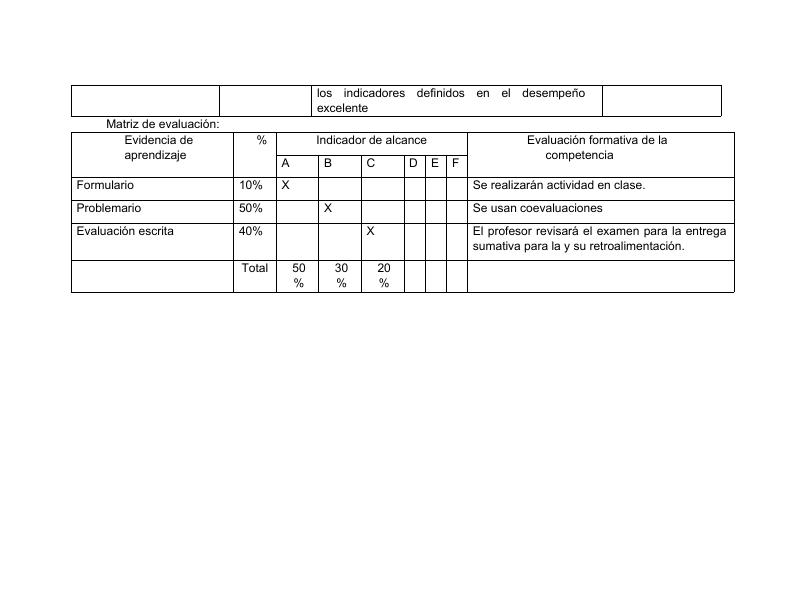 los indicadores definidos en el desempeño
excelente
Matriz de evaluación:
Evidencia de
aprendizaje
%
Indicador de alcance
Evaluación formativa de la
competencia
A B C D E F
Formulario 10% X Se realizarán actividad en clase.
Problemario 50% X Se usan coevaluaciones
Evaluación escrita 40% X El profesor revisará el examen para la entrega
sumativa para la y su retroalimentación.
Total 50 30 20
% % %